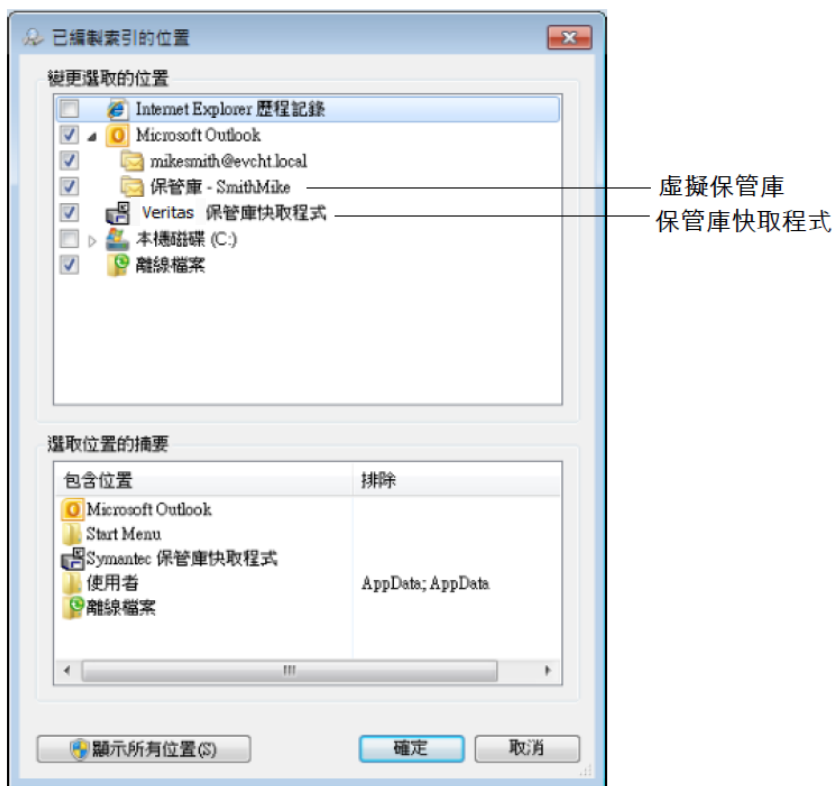 已編製索引的位置
變更選取的位置
Internet Explorer 歷程記錄
Microsoft Outlook
mikesmith@evcht.local
保管庫 - SmithMike
虛擬保管庫
Veritas 保管庫快取程式
保管庫快取程式
本機磁碟 (C:)
離線檔案
選取位置的摘要
包含位置 排除
Microsoft Outlook
Start Menu
Symantec 保管庫快取程式
使用者 AppData; AppData
離線檔案
顯示所有位置(S) 確定 取消